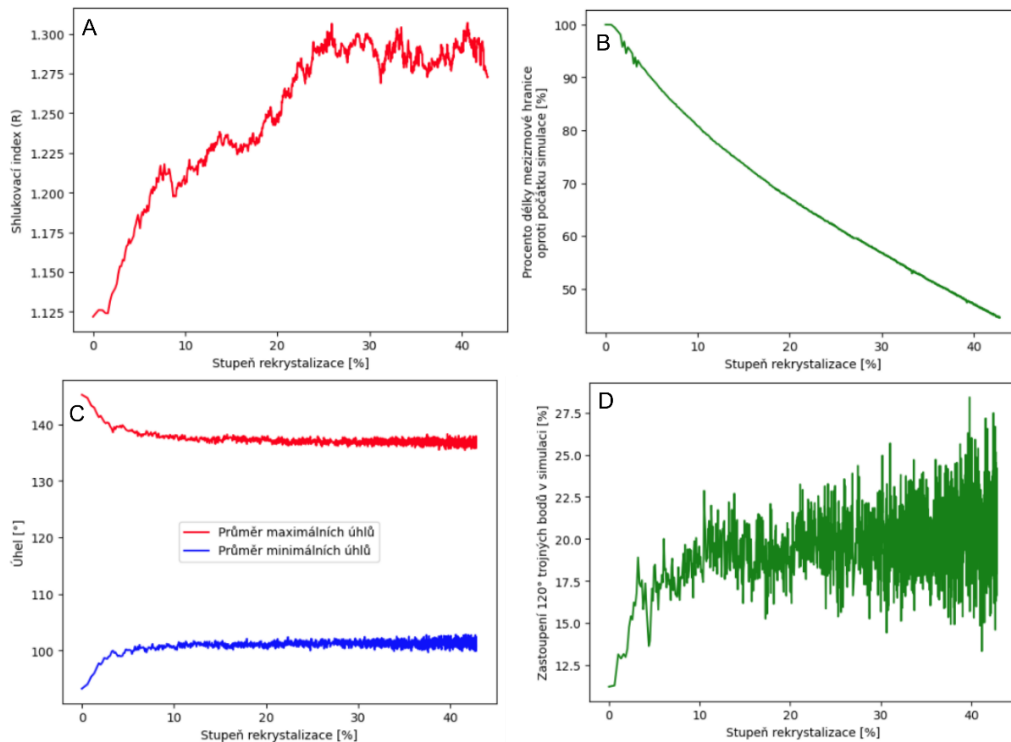 A
1.300
1.275
1.250
1.225
1.200
1.175
1.150
1.125
Shlukovací index (R)
0 10 20 30 40
Stupeň rekrystalizace [%]
B
100
90
80
70
60
50
Procento délky mezizrnové hranice
oproti počátku simulace [%]
0 10 20 30 40
Stupeň rekrystalizace [%]
C
140
130
120
110
100
Úhel [°]
Průměr maximálních úhlů
Průměr minimálních úhlů
0 10 20 30 40
Stupeň rekrystalizace [%]
D
27.5
25.0
22.5
20.0
17.5
15.0
12.5
Zastoupení 120° trojných bodů v simulaci [%]
0 10 20 30 40
Stupeň rekrystalizace [%]